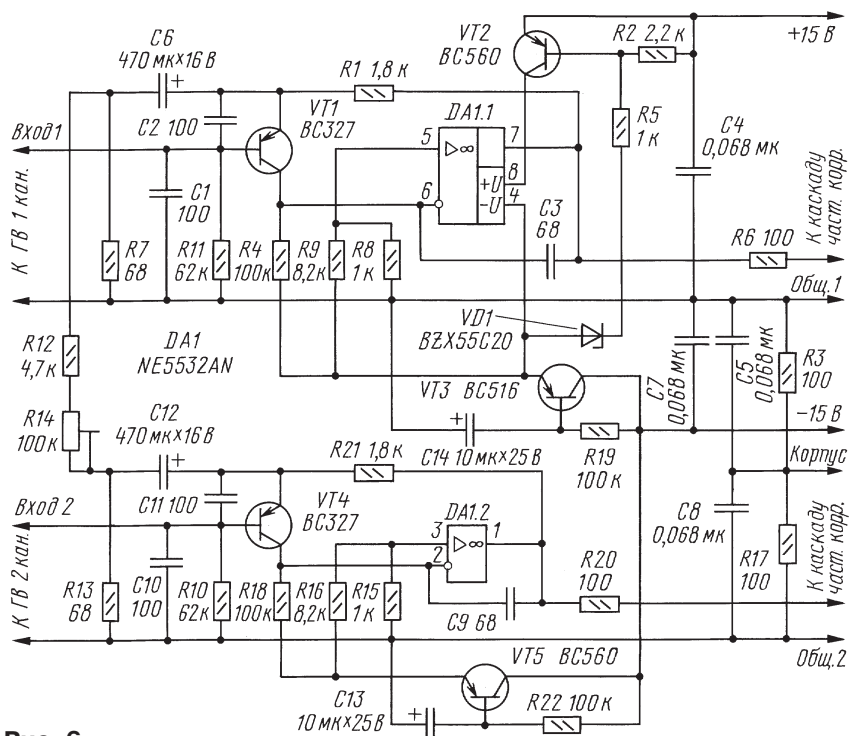 C6
470 мк×16 В
R1 1,8 к
VT2
BC560
R2 2,2 к
+15 В
Вход1
C2 100
VT1
BC327
DA1.1
5
▷∞
7
8
+U
-U
4
6
R5
1 к
C4
0,068 мк
К ГВ 1 кан.
C1
100
C3
68
К каскаду
част. корр.
R7
68
R11
62 к
R4
100к
R9
8,2к
R8
1 к
R6 100
Общ.1
R12
4,7 к
DA1
NE5532AN
VD1
BZX55C20
C7
0,068 мк
C5
0,068 мк
R3
100
R14
100 к
VT3 BC516
C12
470 мк×16 В
R21 1,8 к
C14 10 мк×25 В
R19
100 к
-15 В
Корпус
Вход 2
C11 100
VT4
BC327
DA1.2
3
▷∞
1
2
C8
0,068 мк
К ГВ 2 кан.
R13
68
C10
100
R10
62к
R18
100к
R16
8,2к
R15
1 к
C9 68
R20
100
R17
100
К каскаду
част. корр.
Общ.2
VT5 BC560
C13
10 мк×25 В
R22 100 к